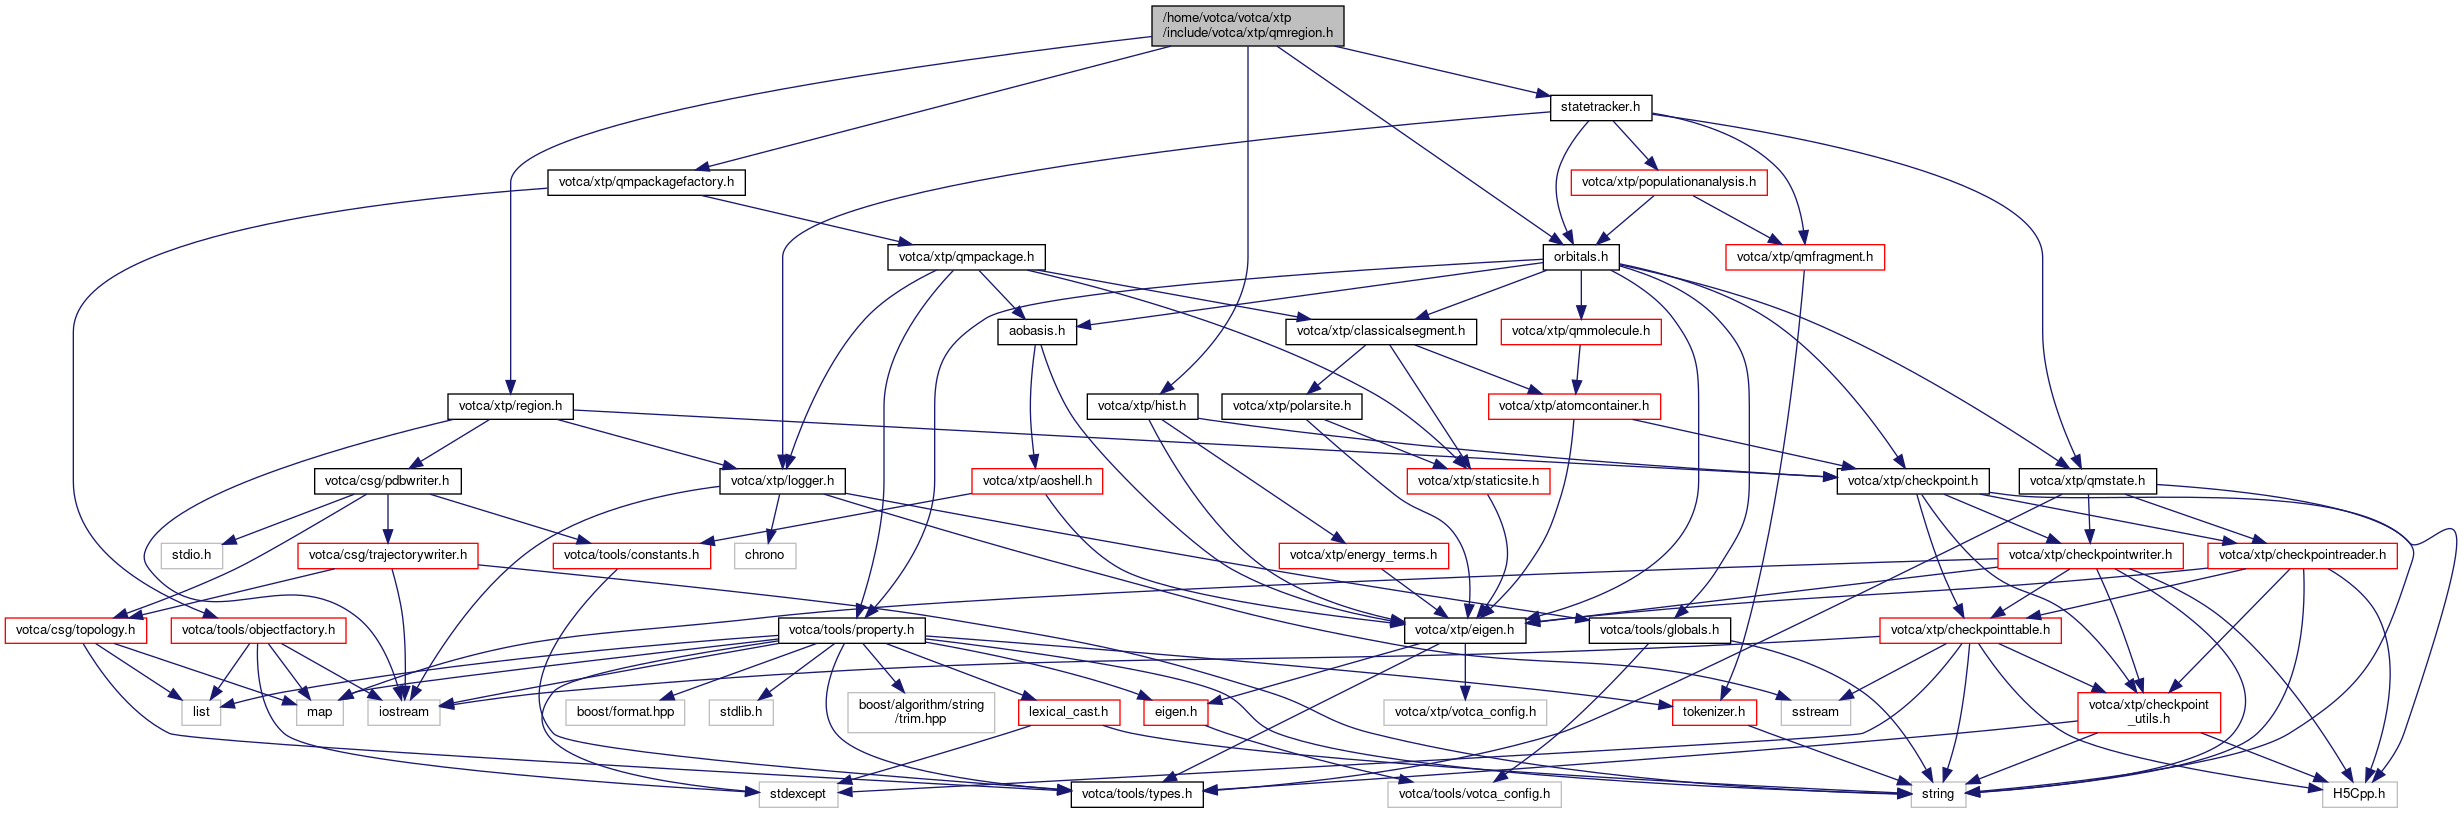 /home/votca/votca/xtp
/include/votca/xtp/qmregion.h
statetracker.h
votca/xtp/qmpackagefactory.h
votca/xtp/populationanalysis.h
votca/xtp/qmpackage.h
orbitals.h
votca/xtp/qmfragment.h
aobasis.h
votca/xtp/classicalsegment.h
votca/xtp/qmmolecule.h
votca/xtp/region.h
votca/xtp/hist.h
votca/xtp/polarsite.h
votca/xtp/atomcontainer.h
votca/csg/pdbwriter.h
votca/xtp/logger.h
votca/xtp/aoshell.h
votca/xtp/staticsite.h
votca/xtp/checkpoint.h
votca/xtp/qmstate.h
stdio.h
votca/csg/trajectorywriter.h
votca/tools/constants.h
chrono
votca/xtp/energy_terms.h
votca/xtp/checkpointwriter.h
votca/xtp/checkpointreader.h
votca/csg/topology.h
votca/tools/objectfactory.h
votca/tools/property.h
votca/xtp/eigen.h
votca/tools/globals.h
votca/xtp/checkpointtable.h
list
map
iostream
boost/format.hpp
stdlib.h
boost/algorithm/string
/trim.hpp
lexical_cast.h
eigen.h
votca/xtp/votca_config.h
tokenizer.h
sstream
votca/xtp/checkpoint
_utils.h
stdexcept
votca/tools/types.h
votca/tools/votca_config.h
string
H5Cpp.h